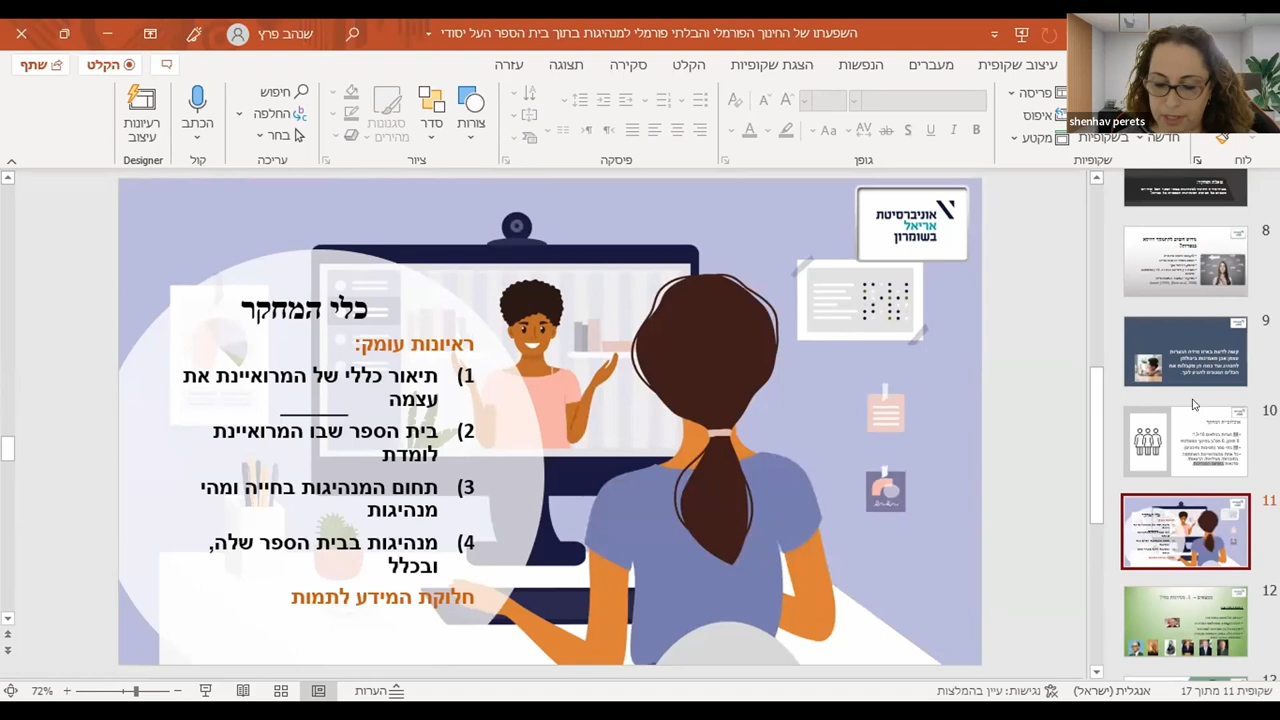 השפעתו של החינוך הפורמלי והבלתי פורמלי למנהיגות בתוך בית הספר העל יסודי
שנהב פרץ
עיצוב שקופית
מעברים
הנפשות
הצגת שקופיות
הקלט
סקירה
תצוגה
עזרה
הקלט
שתף
shenhav perets
פריסה
איפוס
מקטע
חדשה
בשקופיות
לוח
שקופיות
גופן
פיסקה
צורות
סדר
סגנונות
מהירים
ציור
חיפוש
החלפה
בחר
עריכה
הכתב
קול
רעיונות
עיצוב
Designer
אוניברסיטת
אריאל
בשומרון
כלי המחקר
ראיונות עומק:
1) תיאור כללי של המרואיינת את
עצמה
2) בית הספר שבו המרואיינת
לומדת
3) תחום המנהיגות בחייה ומהי
מנהיגות
4) מנהיגות בבית הספר שלה,
ובכלל
חלוקת המידע לתמות
8
9
10
11
12
שקופית 11 מתוך 17
אנגלית (ישראל)
נגישות: עיין בהמלצות
הערות
72%